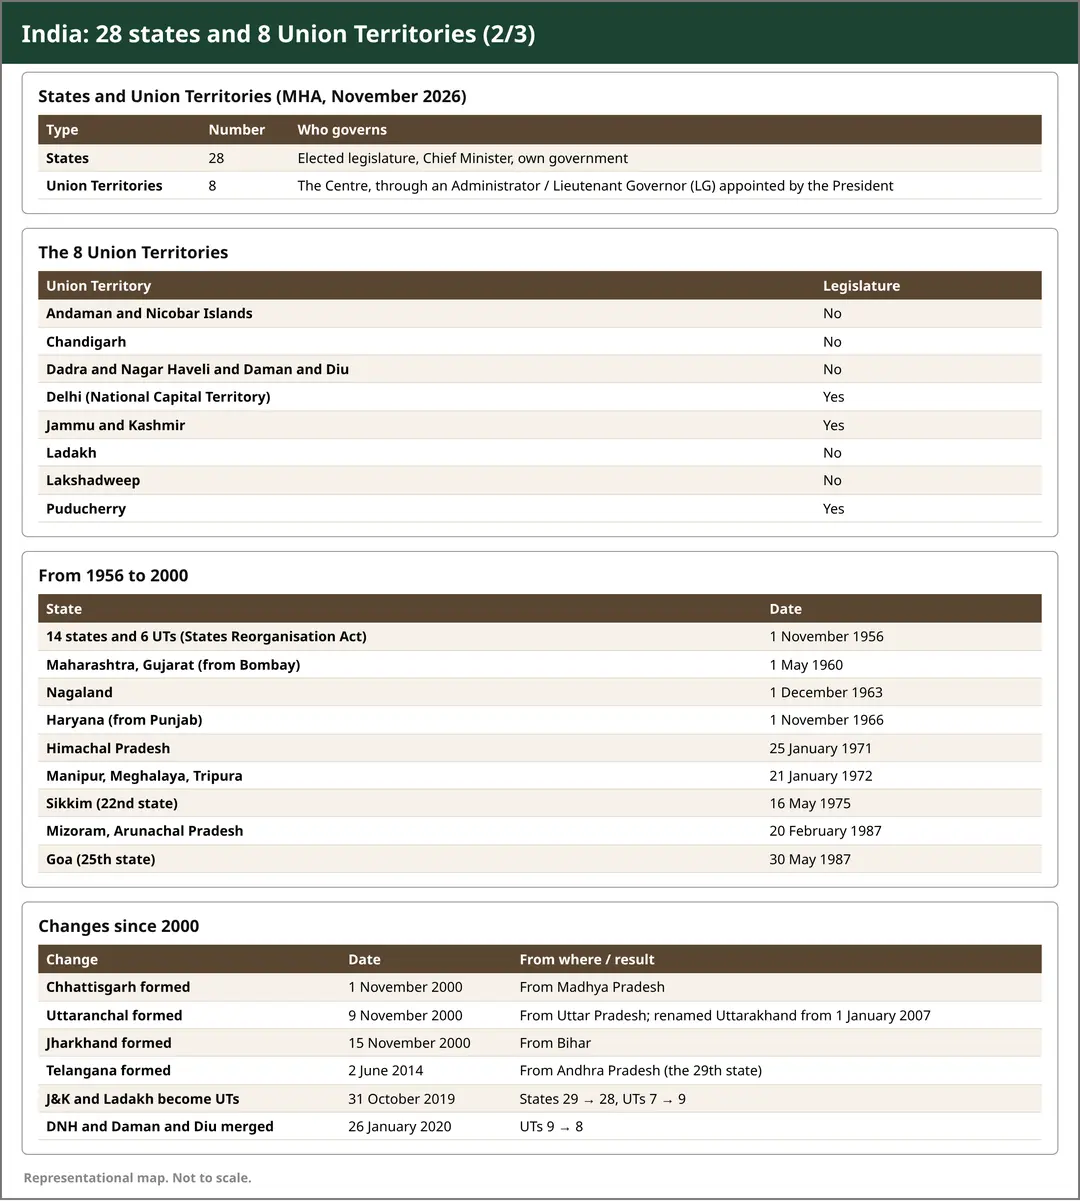 India: 28 states and 8 Union Territories (2/3)
States and Union Territories (MHA, November 2026)
Type Number Who governs
States 28 Elected legislature, Chief Minister, own government
Union Territories 8 The Centre, through an Administrator / Lieutenant Governor (LG) appointed by the President
The 8 Union Territories
Union Territory Legislature
Andaman and Nicobar Islands No
Chandigarh No
Dadra and Nagar Haveli and Daman and Diu No
Delhi (National Capital Territory) Yes
Jammu and Kashmir Yes
Ladakh No
Lakshadweep No
Puducherry Yes
From 1956 to 2000
State Date
14 states and 6 UTs (States Reorganisation Act) 1 November 1956
Maharashtra, Gujarat (from Bombay) 1 May 1960
Nagaland 1 December 1963
Haryana (from Punjab) 1 November 1966
Himachal Pradesh 25 January 1971
Manipur, Meghalaya, Tripura 21 January 1972
Sikkim (22nd state) 16 May 1975
Mizoram, Arunachal Pradesh 20 February 1987
Goa (25th state) 30 May 1987
Changes since 2000
Change Date From where / result
Chhattisgarh formed 1 November 2000 From Madhya Pradesh
Uttaranchal formed 9 November 2000 From Uttar Pradesh; renamed Uttarakhand from 1 January 2007
Jharkhand formed 15 November 2000 From Bihar
Telangana formed 2 June 2014 From Andhra Pradesh (the 29th state)
J&K and Ladakh become UTs 31 October 2019 States 29 → 28, UTs 7 → 9
DNH and Daman and Diu merged 26 January 2020 UTs 9 → 8
Representational map. Not to scale.